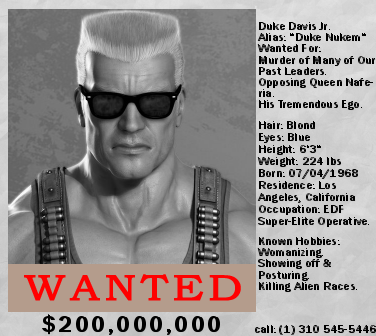 Duke Davis Jr.
Alias: "Duke Nukem"
Wanted For:
Murder of Many of Our
Past Leaders.
Opposing Queen Nafe-
ria.
His Tremendous Ego.
Hair: Blond
Eyes: Blue
Height: 6'3"
Weight: 224 lbs
Born: 07/04/1968
Residence: Los
Angeles, California
Occupation: EDF
Super-Elite Operative.
Known Hobbies:
Womanizing.
Showing off &
Posturing.
Killing Alien Races.
WANTED
$200,000,000
call: (1) 310 545-5446